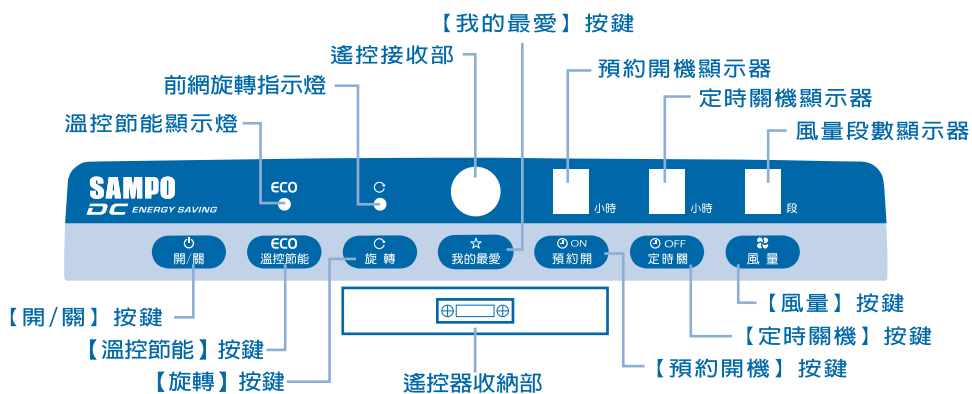 【我的最愛】按鍵
遙控接收部
預約開機顯示器
前網旋轉指示燈
定時關機顯示器
溫控節能顯示燈
風量段數顯示器
SAMPO
DC ENERGY SAVING
ECO
小時
小時
段
開/關
ECO
溫控節能
旋轉
我的最愛
ON
預約開
OFF
定時關
風量
【開/關】按鍵
【風量】按鍵
【溫控節能】按鍵
【定時關機】按鍵
【旋轉】按鍵
遙控器收納部
【預約開機】按鍵